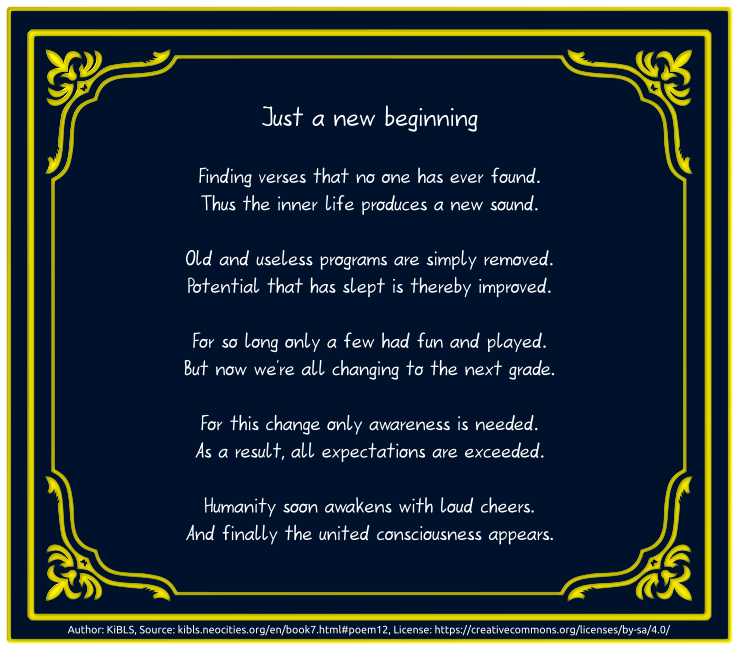 Just a new beginning
Finding verses that no one has ever found.
Thus the inner life produces a new sound.
Old and useless programs are simply removed.
Potential that has slept is thereby improved.
For so long only a few had fun and played.
But now we're all changing to the next grade.
For this change only awareness is needed.
As a result, all expectations are exceeded.
Humanity soon awakens with loud cheers.
And finally the united consciousness appears.
Author: KiBLS, Source: kibls.neocities.org/en/book7.html#poem12, License: https://creativecommons.org/licenses/by-sa/4.0/